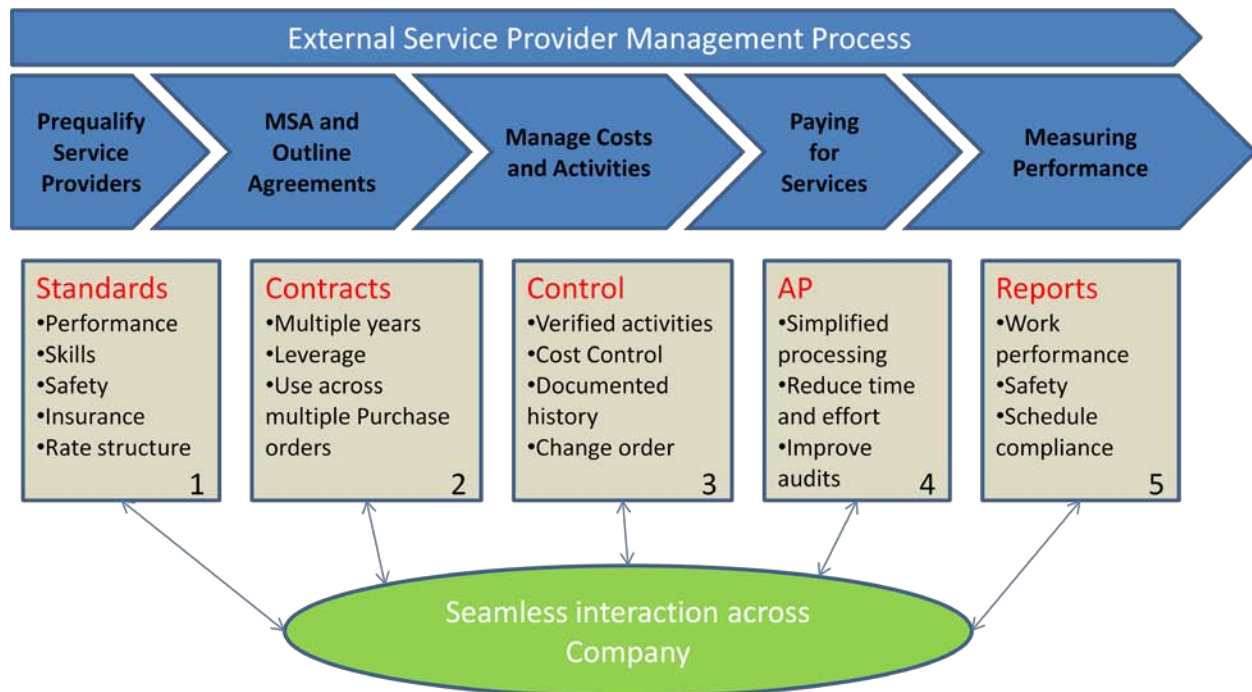 External Service Provider Management Process
Prequalify
Service
Providers
MSA and
Outline
Agreements
Manage Costs
and Activities
Paying
for
Services
Measuring
Performance
Standards
•Performance
•Skills
•Safety
•Insurance
•Rate structure
1
Contracts
•Multiple years
•Leverage
•Use across
multiple Purchase
orders
2
Control
•Verified activities
•Cost Control
•Documented
history
•Change order
3
AP
•Simplified
processing
•Reduce time
and effort
•Improve
audits
4
Reports
•Work
performance
•Safety
•Schedule
compliance
5
Seamless interaction across
Company